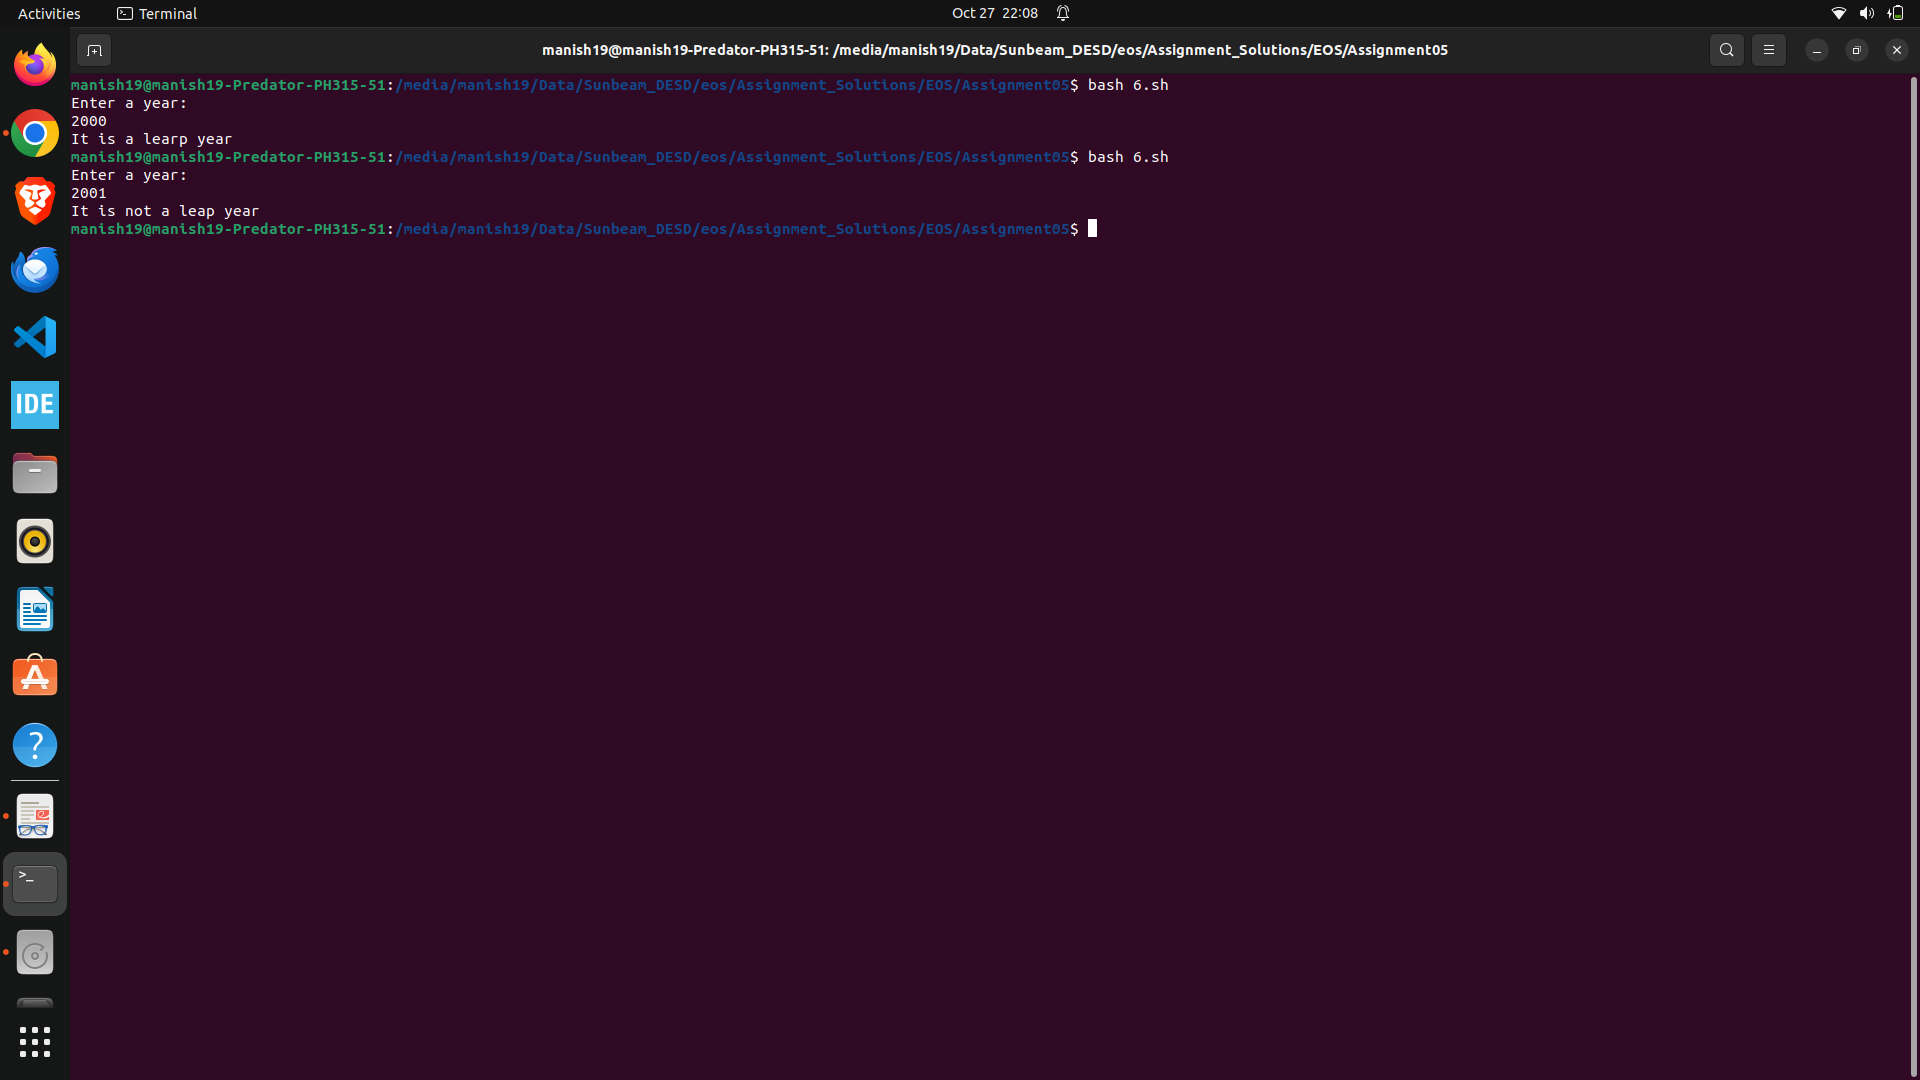 Activities
Terminal
Oct 27 22:08
manish19@manish19-Predator-PH315-51: /media/manish19/Data/Sunbeam_DESD/eos/Assignment_Solutions/EOS/Assignment05
manish19@manish19-Predator-PH315-51:/media/manish19/Data/Sunbeam_DESD/eos/Assignment_Solutions/EOS/Assignment05$ bash 6.sh
Enter a year:
2000
It is a learp year
manish19@manish19-Predator-PH315-51:/media/manish19/Data/Sunbeam_DESD/eos/Assignment_Solutions/EOS/Assignment05$ bash 6.sh
Enter a year:
2001
It is not a leap year
manish19@manish19-Predator-PH315-51:/media/manish19/Data/Sunbeam_DESD/eos/Assignment_Solutions/EOS/Assignment05$
IDE